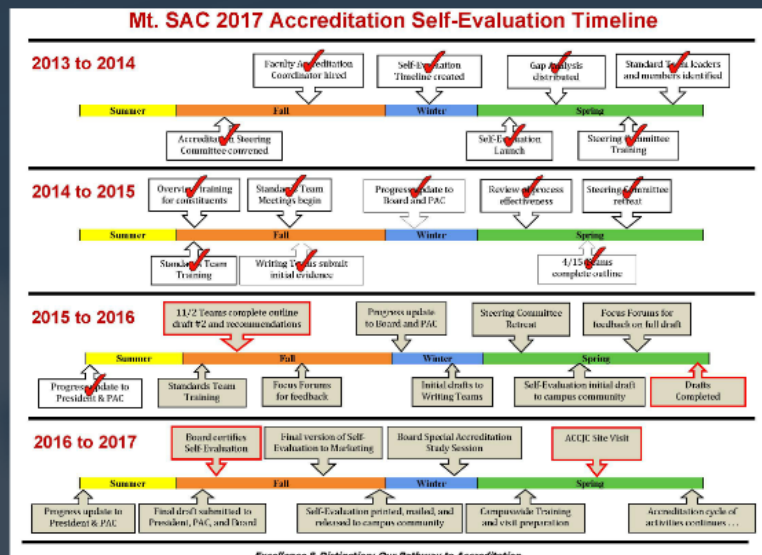 Mt. SAC 2017 Accreditation Self-Evaluation Timeline
2013 to 2014
Faculty Accreditation
Coordinator hired
Self-Evaluation
Timeline created
Gap Analysis
distributed
Standard Team leaders
and members identified
Summer
Fall
Winter
Spring
Accreditation Steering
Committee convened
Self-Evaluation
Launch
Steering Committee
Training
2014 to 2015
Overview training
for constituents
Standards Team
Meetings begin
Progress update to
Board and PAC
Review of process
effectiveness
Steering Committee
retreat
Summer
Fall
Winter
Spring
Standards Team
Training
Writing Teams submit
initial evidence
4/15 Teams
complete outline
2015 to 2016
11/2 Teams complete outline
draft #2 and recommendations
Progress update
to Board and PAC
Steering Committee
Retreat
Focus Forums for
feedback on full draft
Summer
Fall
Winter
Spring
Progress update to
President & PAC
Standards Team
Training
Focus Forums
for feedback
Initial drafts to
Writing Teams
Self-Evaluation initial draft
to campus community
Drafts
Completed
2016 to 2017
Board certifies
Self-Evaluation
Final version of Self-
Evaluation to Marketing
Board Special Accreditation
Study Session
ACCJC Site Visit
Summer
Fall
Winter
Spring
Progress update to
President & PAC
Final draft submitted to
President, PAC, and Board
Self-Evaluation printed, mailed, and
released to campus community
Campuswide Training
and visit preparation
Accreditation cycle of
activities continues . . .
Excellence & Distinction: Our Pathway to Accreditation